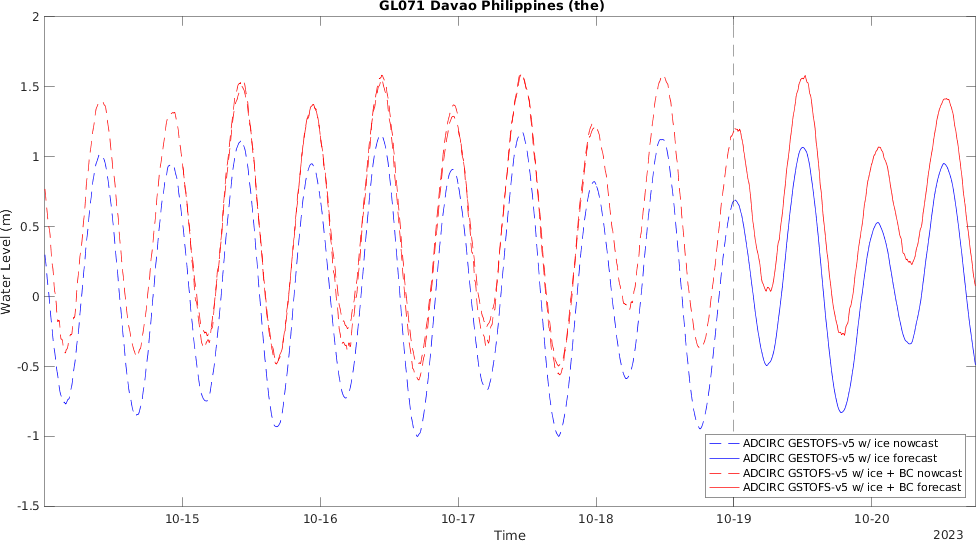 GL071 Davao Philippines (the)
2
1.5
1
0.5
0
-0.5
-1
-1.5
Water Level (m)
ADCIRC GESTOFS-v5 w/ ice nowcast
ADCIRC GESTOFS-v5 w/ ice forecast
ADCIRC GSTOFS-v5 w/ ice + BC nowcast
ADCIRC GSTOFS-v5 w/ ice + BC forecast
10-15 10-16 10-17 10-18 10-19 10-20
Time
2023